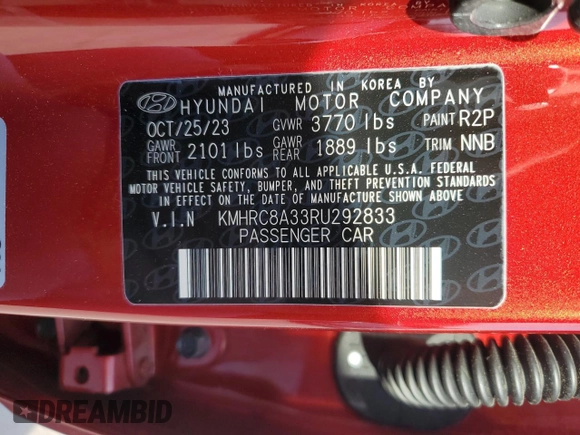 MANUFACTURED IN KOREA BY
HYUNDAI MOTOR COMPANY
OCT/25/23 GVWR 3770 lbs PAINT R2P
GAWR FRONT 2101 lbs GAWR REAR 1889 lbs TRIM NNB
THIS VEHICLE CONFORMS TO ALL APPLICABLE U.S.A. FEDERAL
MOTOR VEHICLE SAFETY, BUMPER, AND THEFT PREVENTION STANDARDS
IN EFFECT ON THE DATE OF MANUFACTURE SHOWN ABOVE
V.I.N KMHRC8A33RU292833
PASSENGER CAR
DREAMBID